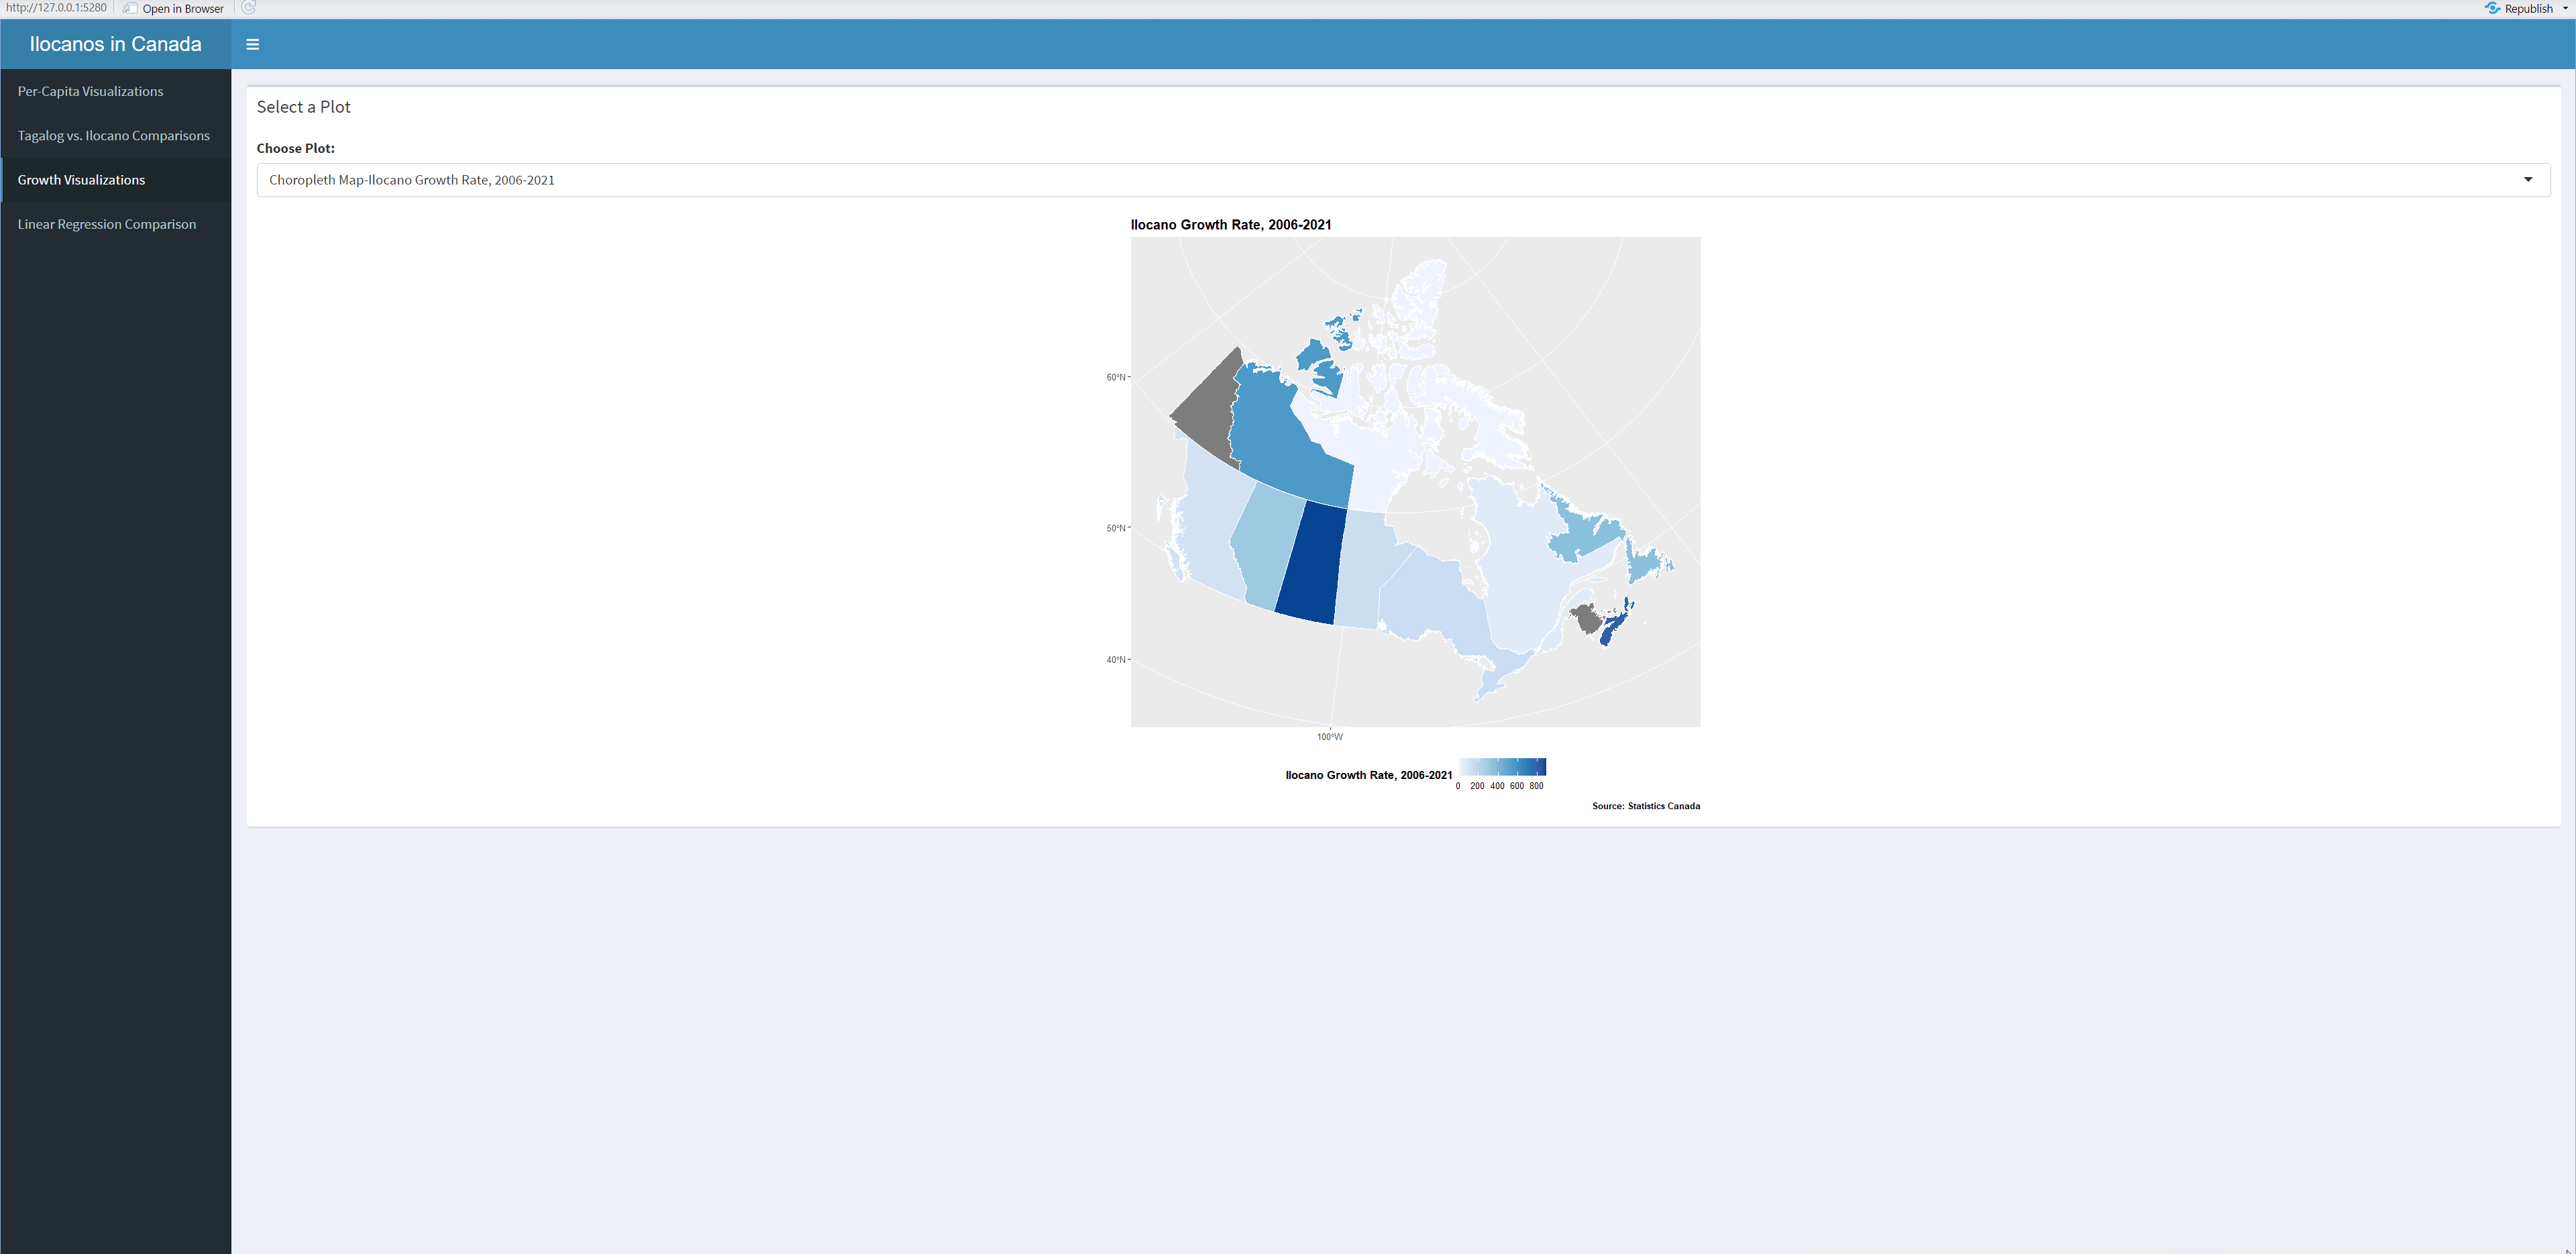 http://127.0.0.1:5280 Open in Browser Republish
Ilocanos in Canada
Per-Capita Visualizations
Tagalog vs. Ilocano Comparisons
Growth Visualizations
Linear Regression Comparison
Select a Plot
Choose Plot:
Choropleth Map-Ilocano Growth Rate, 2006-2021
Ilocano Growth Rate, 2006-2021
60°N
50°N
40°N
100°W
Ilocano Growth Rate, 2006-2021
0 200 400 600 800
Source: Statistics Canada